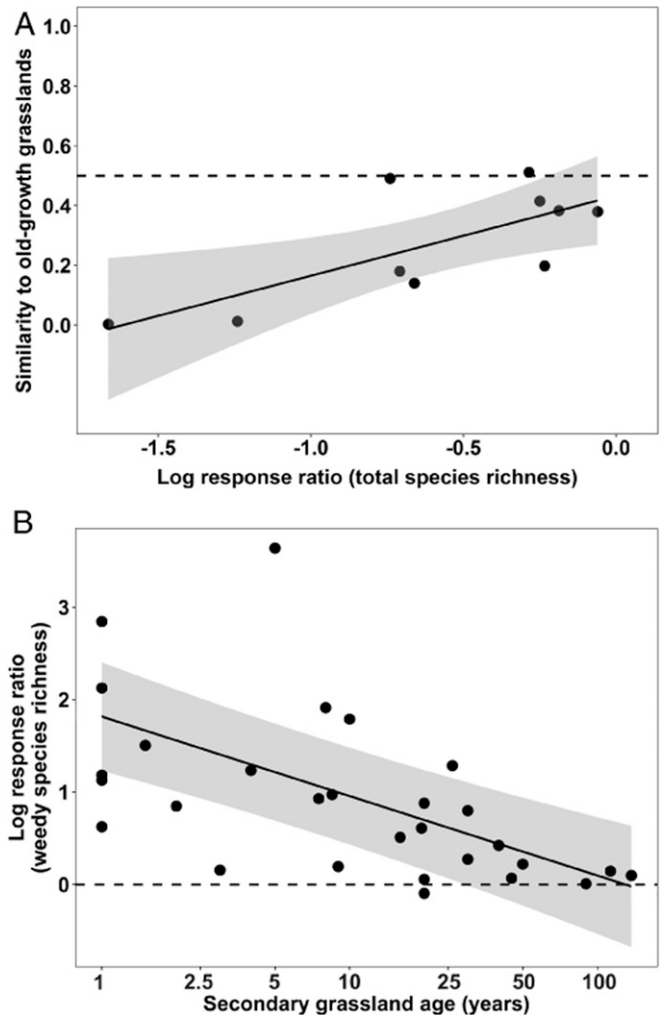 A
Similarity to old-growth grasslands
1.0
0.8
0.6
0.4
0.2
0.0
-1.5 -1.0 -0.5 0.0
Log response ratio (total species richness)
B
Log response ratio
(weedy species richness)
3
2
1
0
1 2.5 5 10 25 50 100
Secondary grassland age (years)